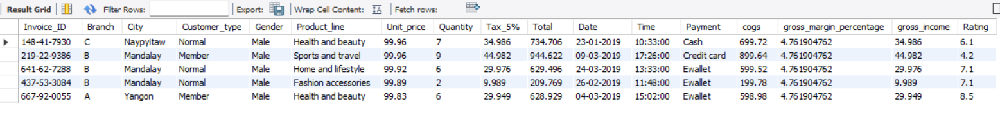 Result Grid Filter Rows: Export: Wrap Cell Content: Fetch rows:
Invoice_ID Branch City Customer_type Gender Product_line Unit_price Quantity Tax_5% Total Date Time Payment cogs gross_margin_percentage gross_income Rating
148-41-7930 C Naypyitaw Normal Male Health and beauty 99.96 7 34.986 734.706 23-01-2019 10:33:00 Cash 699.72 4.761904762 34.986 6.1
219-22-9386 B Mandalay Member Male Sports and travel 99.96 9 44.982 944.622 09-03-2019 17:26:00 Credit card 899.64 4.761904762 44.982 4.2
641-62-7288 B Mandalay Normal Male Home and lifestyle 99.92 6 29.976 629.496 24-03-2019 13:33:00 Ewallet 599.52 4.761904762 29.976 7.1
437-53-3084 B Mandalay Normal Male Fashion accessories 99.89 2 9.989 209.769 26-02-2019 11:48:00 Ewallet 199.78 4.761904762 9.989 7.1
667-92-0055 A Yangon Member Male Health and beauty 99.83 6 29.949 628.929 04-03-2019 15:02:00 Ewallet 598.98 4.761904762 29.949 8.5